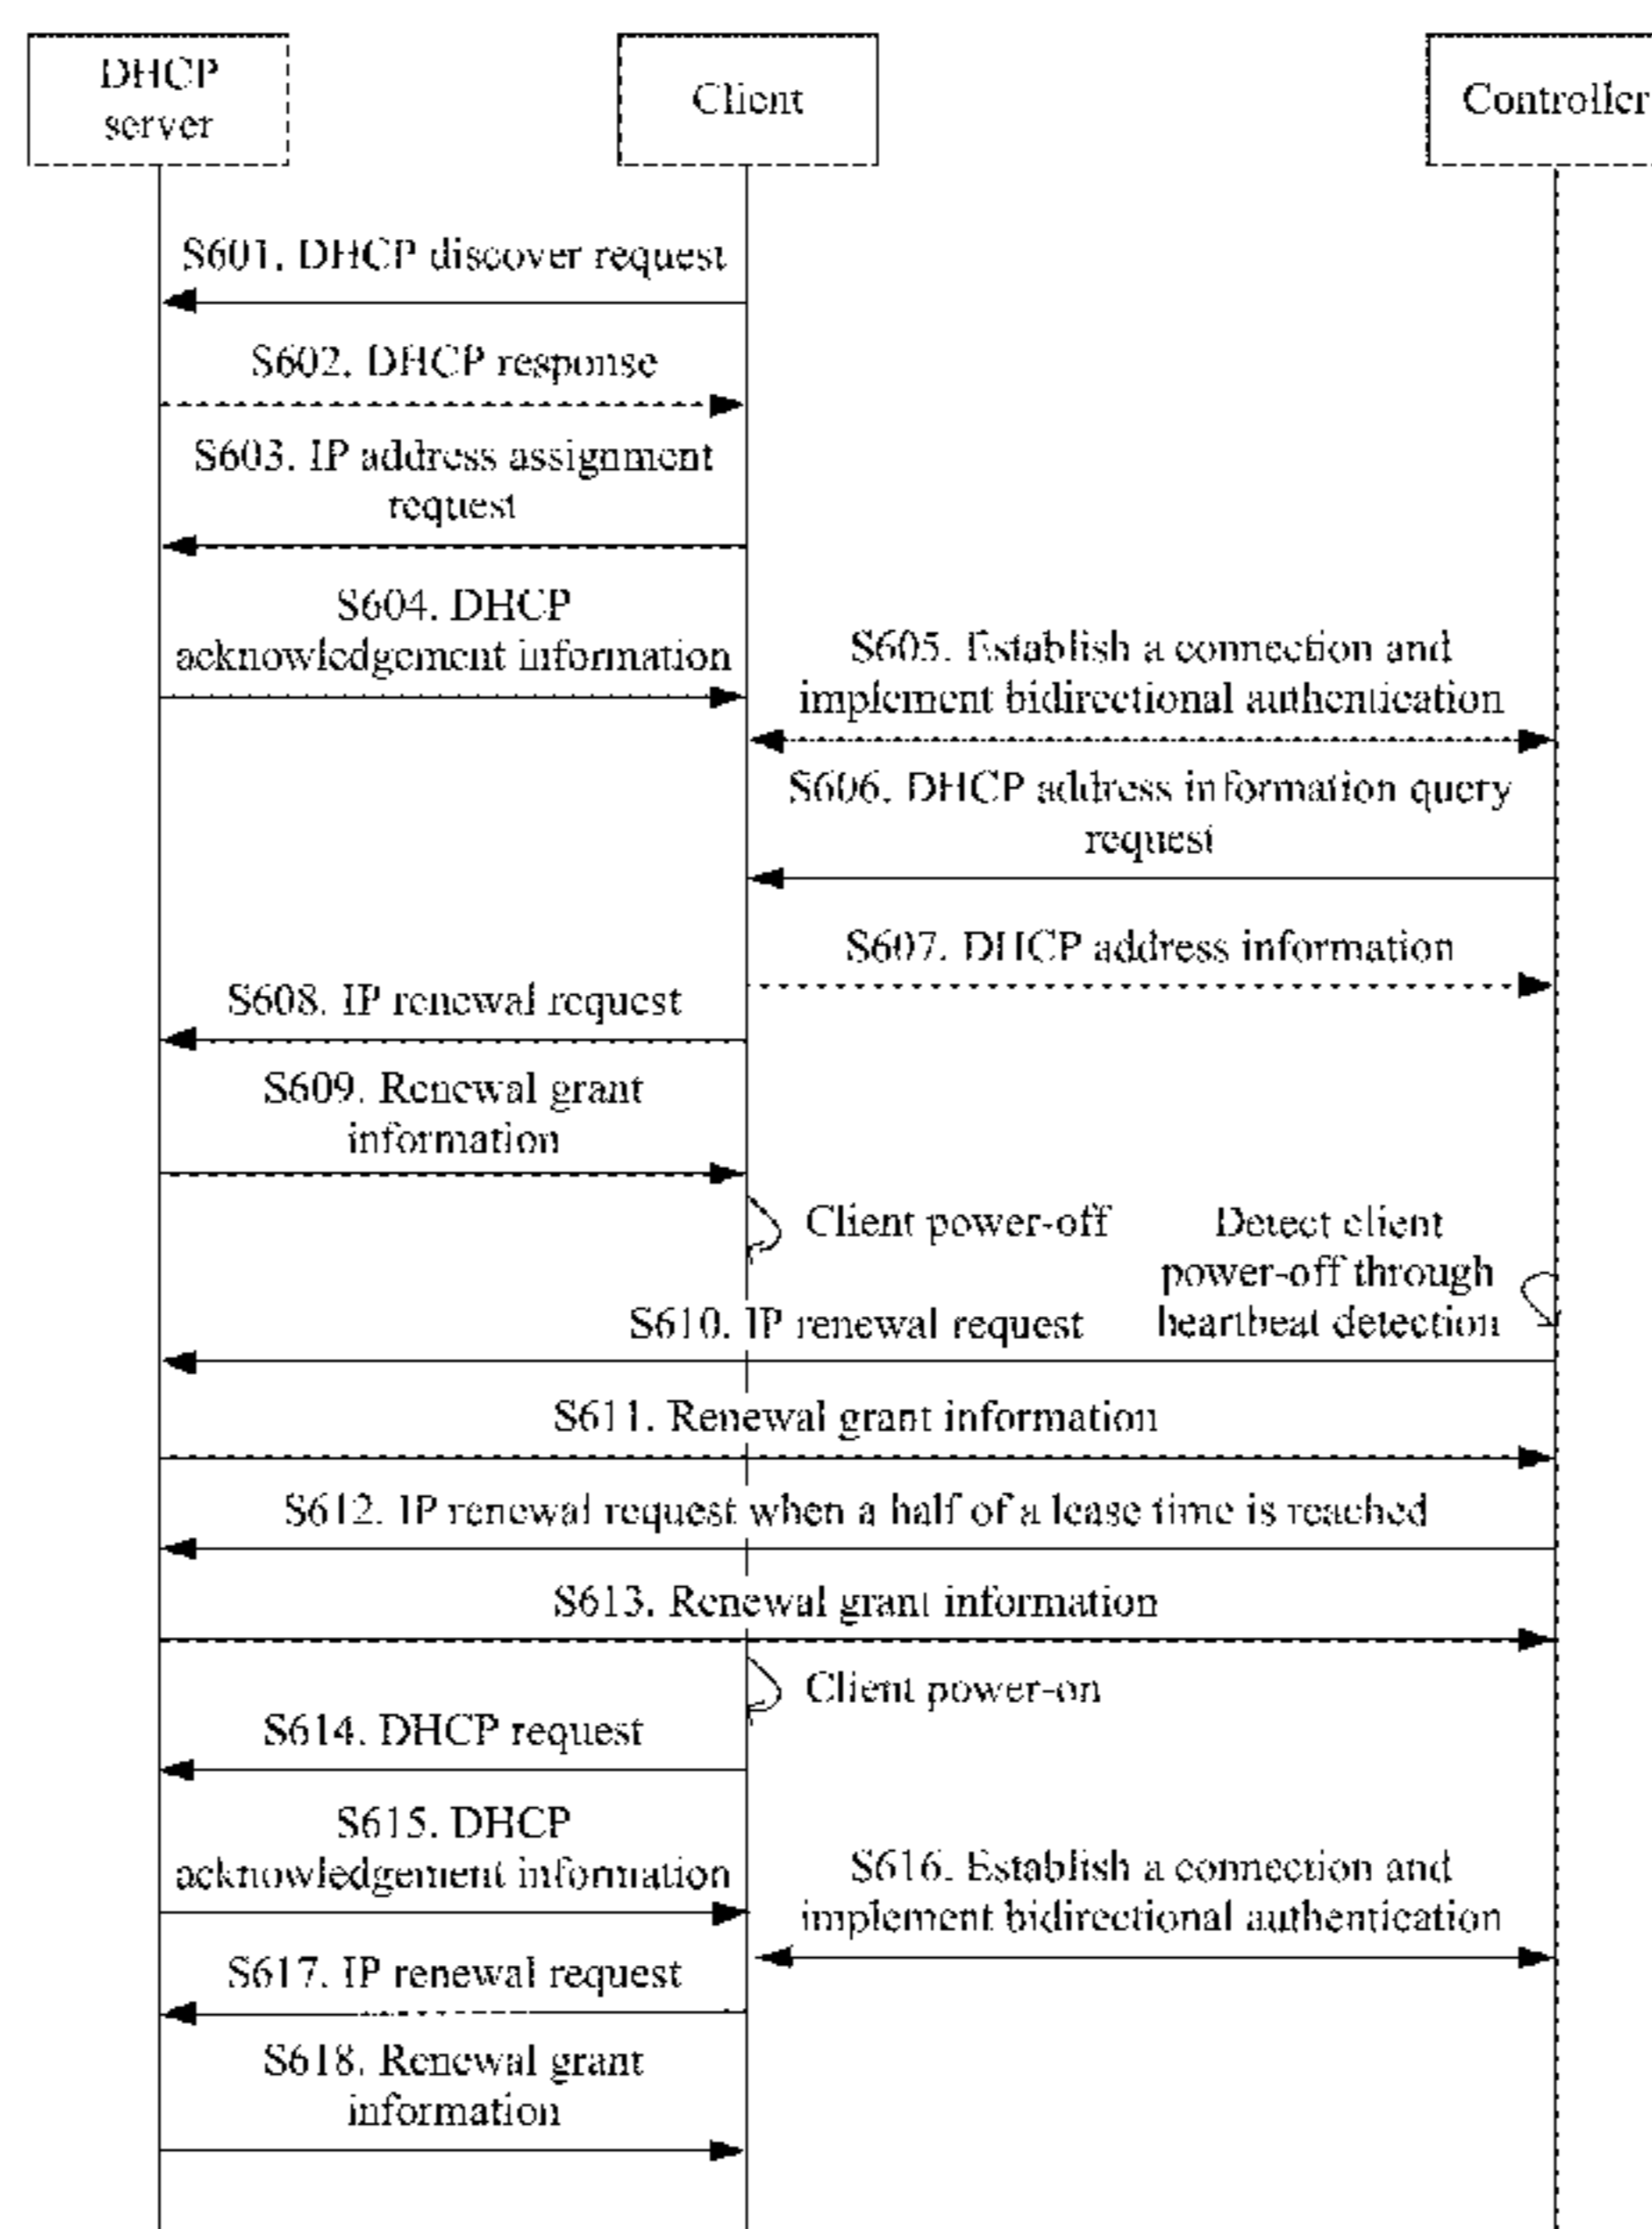 DHCP
server
Client
Controller
S601. DHCP discover request
S602. DHCP response
S603. IP address assignment
request
S604. DHCP
acknowledgement information
S605. Establish a connection and
implement bidirectional authentication
S606. DHCP address information query
request
S607. DHCP address information
S608. IP renewal request
S609. Renewal grant
information
Client power-off
Detect client
power-off through
heartbeat detection
S610. IP renewal request
S611. Renewal grant information
S612. IP renewal request when a half of a lease time is reached
S613. Renewal grant information
Client power-on
S614. DHCP request
S615. DHCP
acknowledgement information
S616. Establish a connection and
implement bidirectional authentication
S617. IP renewal request
S618. Renewal grant
information